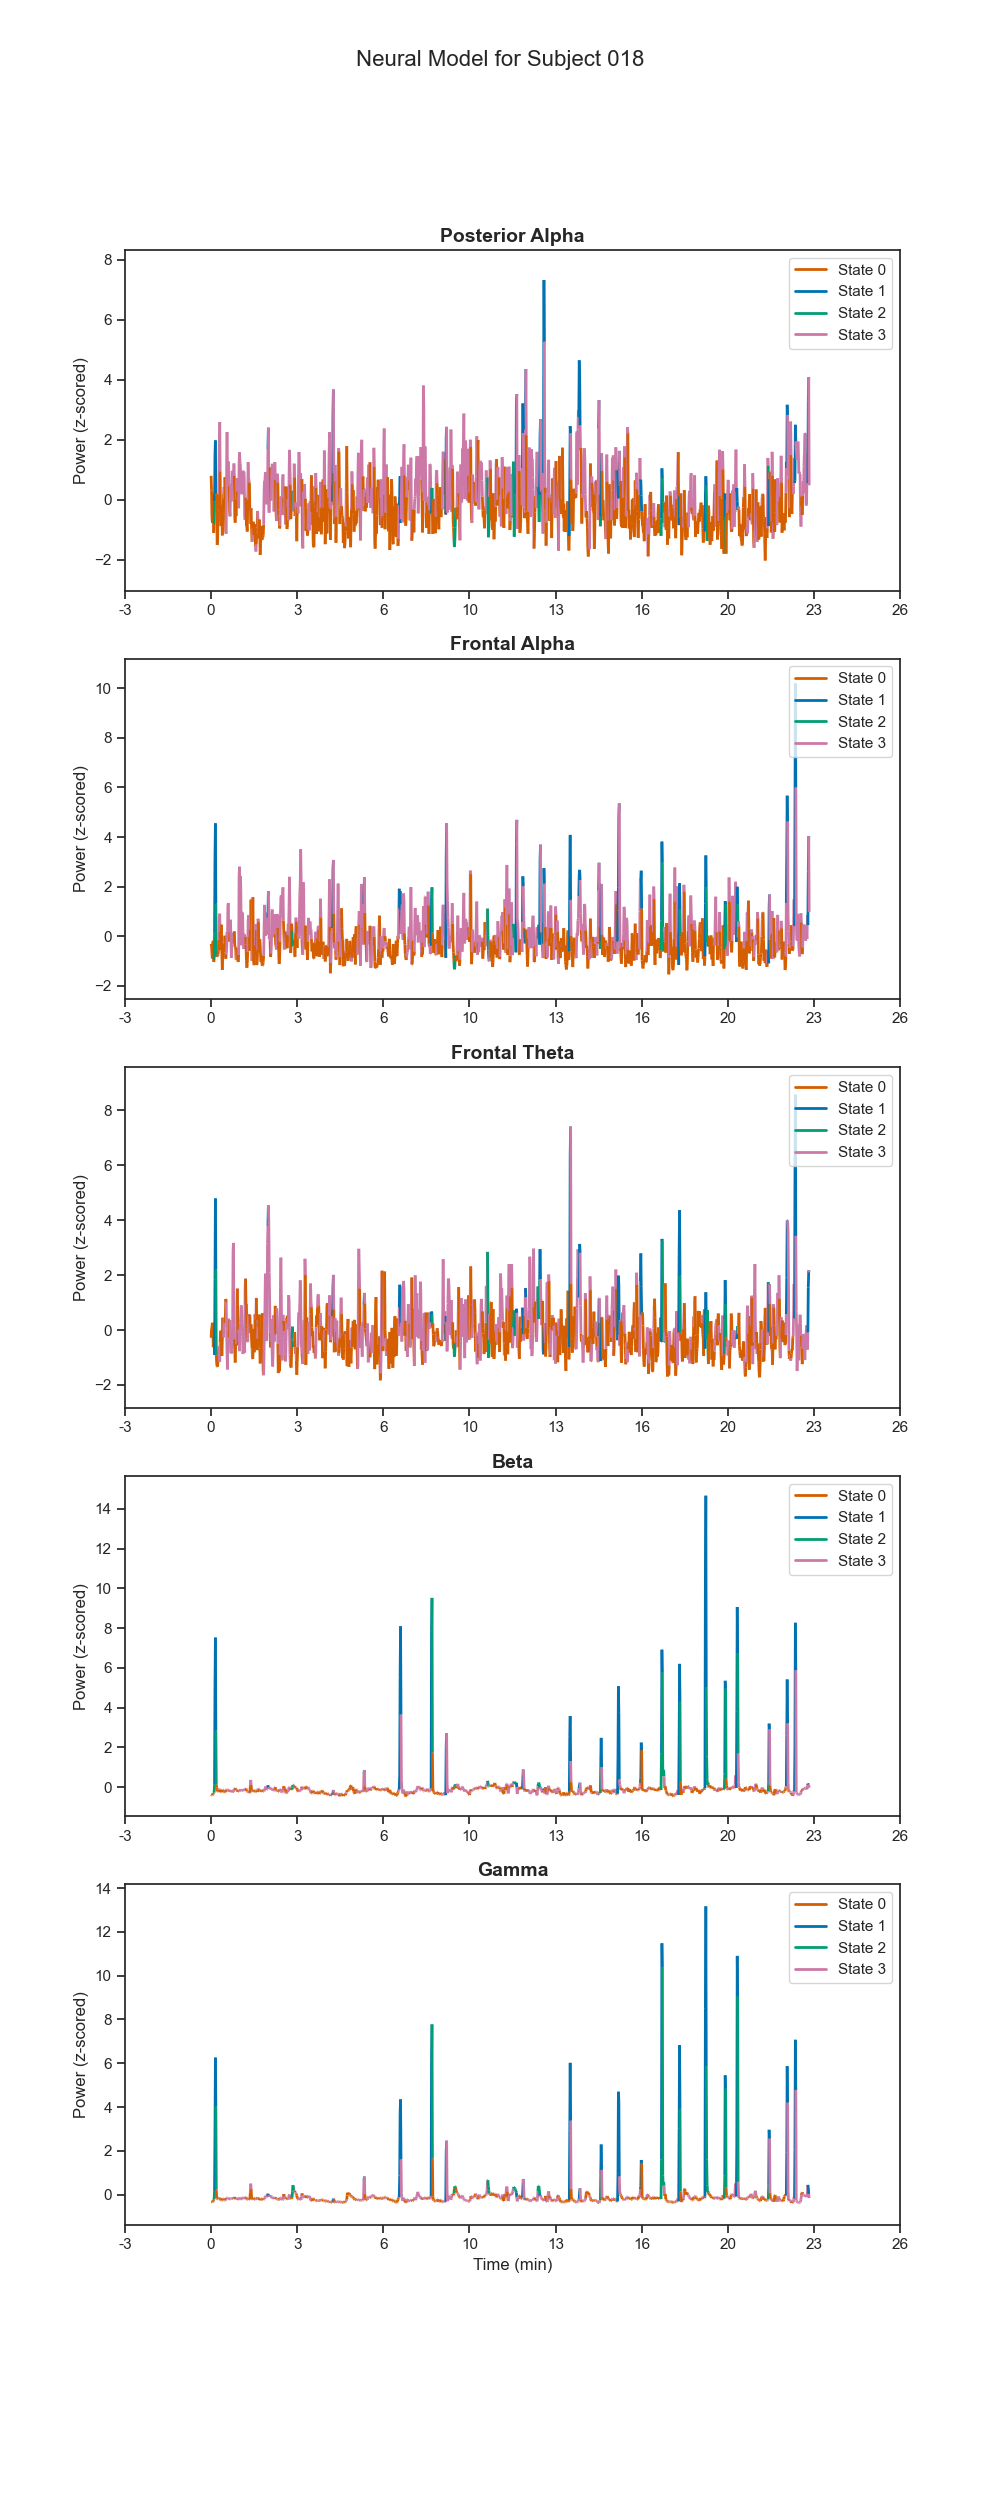 Neural Model for Subject 018
Posterior Alpha
Power (z-scored)
8
6
4
2
0
−2
State 0
State 1
State 2
State 3
-3 0 3 6 10 13 16 20 23 26
Frontal Alpha
Power (z-scored)
10
8
6
4
2
0
−2
State 0
State 1
State 2
State 3
-3 0 3 6 10 13 16 20 23 26
Frontal Theta
Power (z-scored)
8
6
4
2
0
−2
State 0
State 1
State 2
State 3
-3 0 3 6 10 13 16 20 23 26
Beta
Power (z-scored)
14
12
10
8
6
4
2
0
State 0
State 1
State 2
State 3
-3 0 3 6 10 13 16 20 23 26
Gamma
Power (z-scored)
14
12
10
8
6
4
2
0
State 0
State 1
State 2
State 3
-3 0 3 6 10 13 16 20 23 26
Time (min)